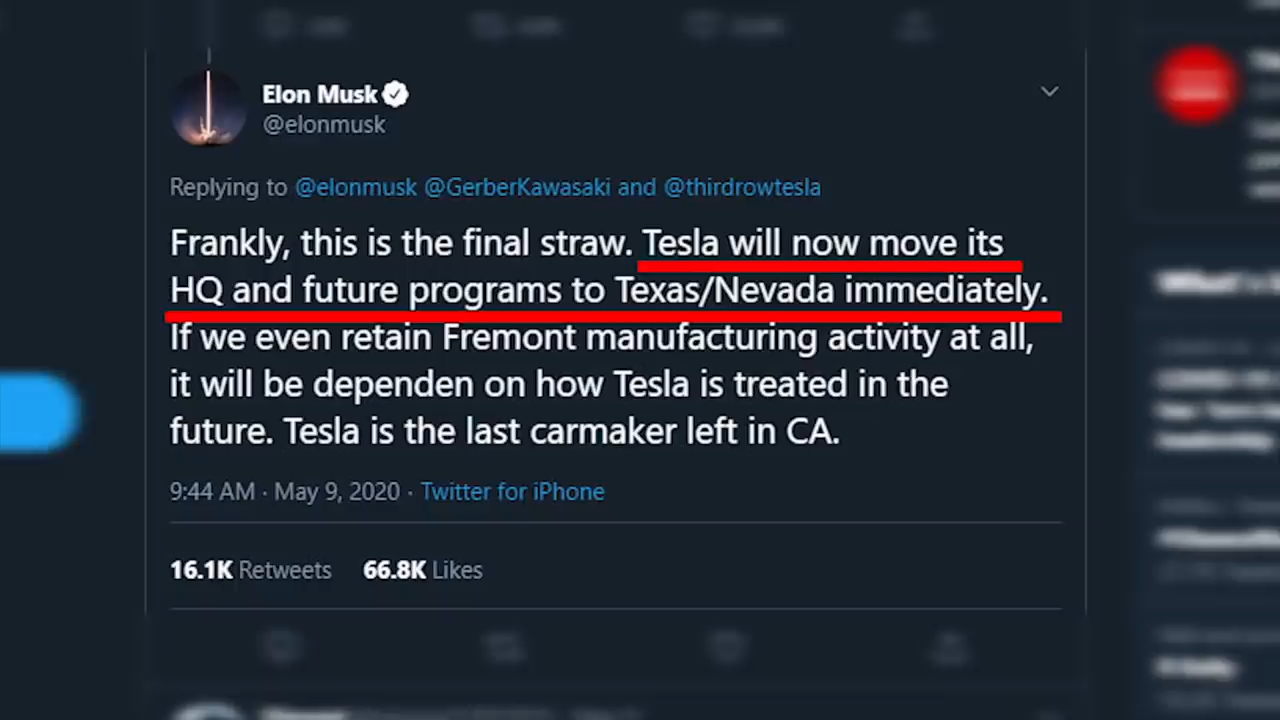 Elon Musk
@elonmusk
Replying to @elonmusk @GerberKawasaki and @thirdrowtesla
Frankly, this is the final straw. Tesla will now move its
HQ and future programs to Texas/Nevada immediately.
If we even retain Fremont manufacturing activity at all,
it will be dependen on how Tesla is treated in the
future. Tesla is the last carmaker left in CA.
9:44 AM · May 9, 2020 · Twitter for iPhone
16.1K Retweets 66.8K Likes